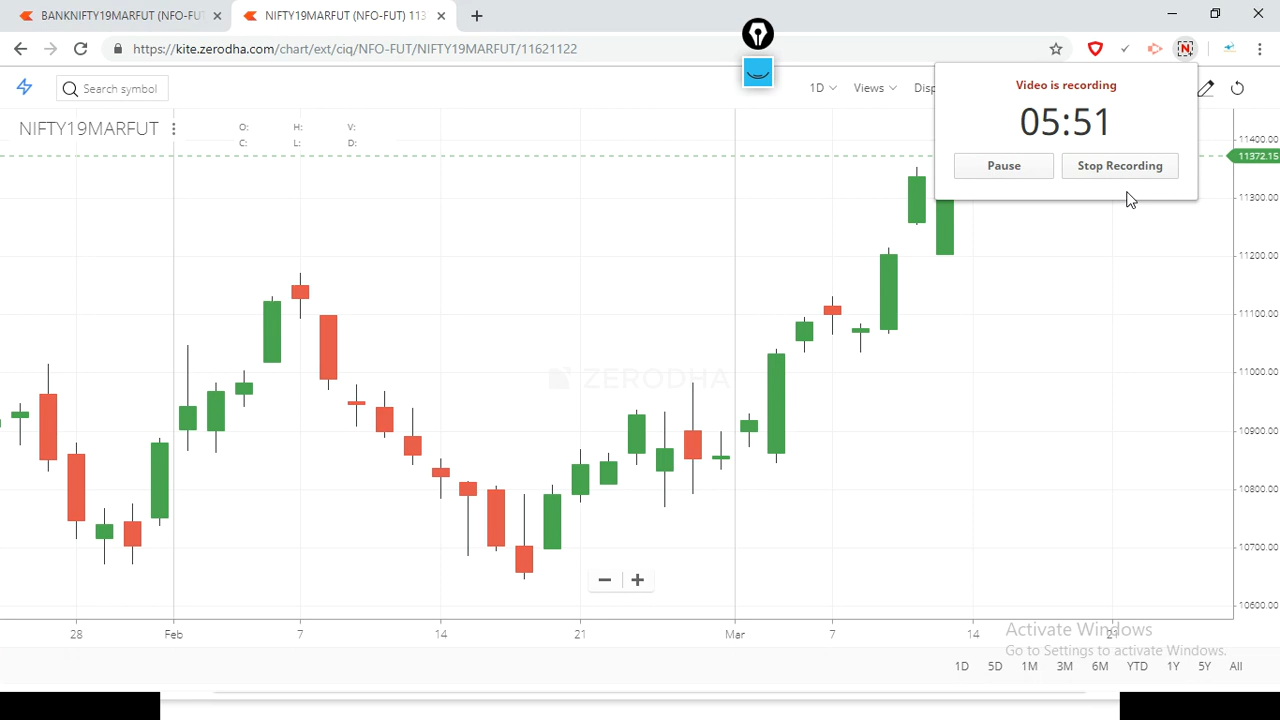 BANKNIFTY19MARFUT (NFO-FU
NIFTY19MARFUT (NFO-FUT) 113
https://kite.zerodha.com/chart/ext/ciq/NFO-FUT/NIFTY19MARFUT/11621122
Search symbol
1D
Views
Disp
Video is recording
05:51
Pause
Stop Recording
NIFTY19MARFUT
O: H: V:
C: L: D:
11400.00
11372.15
11300.00
11200.00
11100.00
11000.00
10900.00
10800.00
10700.00
10600.00
ZERODHA
28 Feb 7 14 21 Mar 7 14
Activate Windows
Go to Settings to activate Windows.
1D 5D 1M 3M 6M YTD 1Y 5Y All